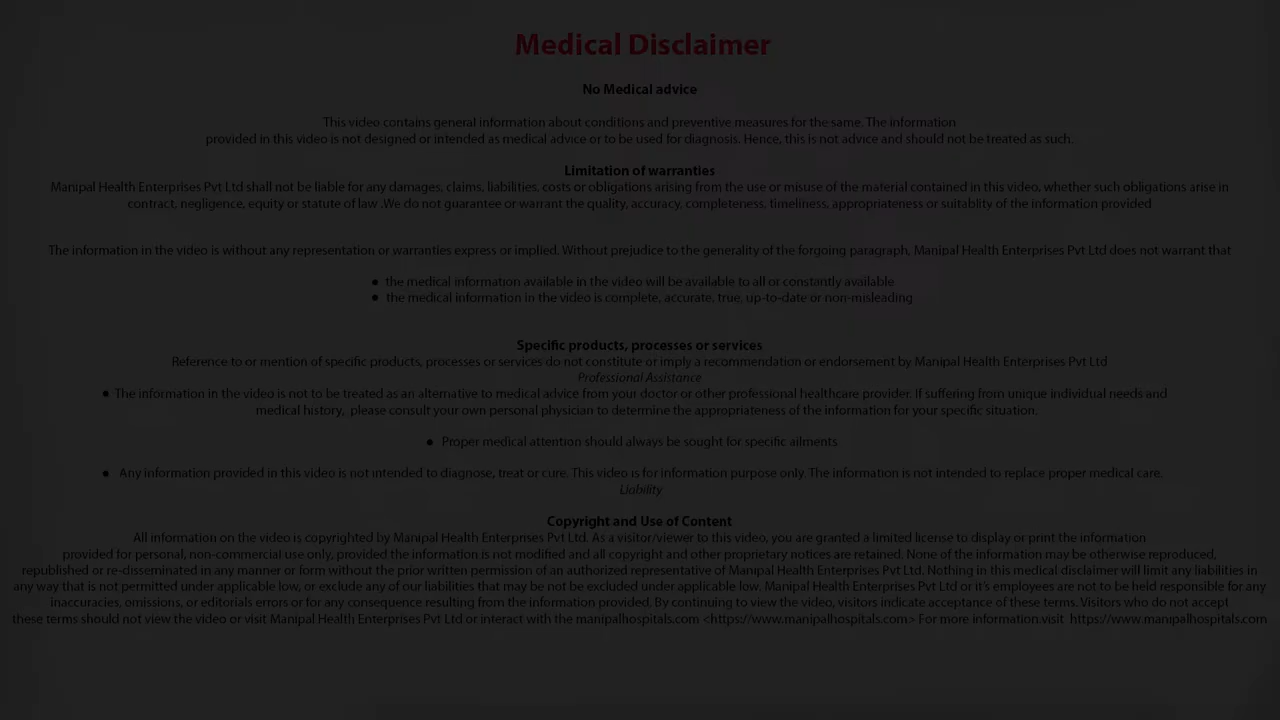 Medical Disclaimer
No Medical advice
This video contains general information about conditions and preventive measures for the same. The information
provided in this video is not designed or intended as medical advice or to be used for diagnosis. Hence, this is not advice and should not be treated as such.
Limitation of warranties
Manipal Health Enterprises Pvt Ltd shall not be liable for any damages, claims, liabilities, costs or obligations arising from the use or misuse of the material contained in this video, whether such obligations arise in
contract, negligence, equity or statute of law .We do not guarantee or warrant the quality, accuracy, completeness, timeliness, appropriateness or suitablity of the information provided
The information in the video is without any representation or warranties express or implied. Without prejudice to the generality of the forgoing paragraph, Manipal Health Enterprises Pvt Ltd does not warrant that
● the medical information available in the video will be available to all or constantly available
● the medical information in the video is complete, accurate, true, up-to-date or non-misleading
Specific products, processes or services
Reference to or mention of specific products, processes or services do not constitute or imply a recommendation or endorsement by Manipal Health Enterprises Pvt Ltd
Professional Assistance
● The information in the video is not to be treated as an alternative to medical advice from your doctor or other professional healthcare provider. If suffering from unique individual needs and
medical history, please consult your own personal physician to determine the appropriateness of the information for your specific situation.
● Proper medical attention should always be sought for specific ailments
● Any information provided in this video is not intended to diagnose, treat or cure. This video is for information purpose only. The information is not intended to replace proper medical care.
Liability
Copyright and Use of Content
All information on the video is copyrighted by Manipal Health Enterprises Pvt Ltd. As a visitor/viewer to this video, you are granted a limited license to display or print the information
provided for personal, non-commercial use only, provided the information is not modified and all copyright and other proprietary notices are retained. None of the information may be otherwise reproduced,
republished or re-disseminated in any manner or form without the prior written permission of an authorized representative of Manipal Health Enterprises Pvt Ltd. Nothing in this medical disclaimer will limit any liabilities in
any way that is not permitted under applicable low, or exclude any of our liabilities that may be not be excluded under applicable low. Manipal Health Enterprises Pvt Ltd or it's employees are not to be held responsible for any
inaccuracies, omissions, or editorials errors or for any consequence resulting from the information provided. By continuing to view the video, visitors indicate acceptance of these terms. Visitors who do not accept
these terms should not view the video or visit Manipal Health Enterprises Pvt Ltd or interact with the manipalhospitals.com <https://www.manipalhospitals.com> For more information visit https://www.manipalhospitals.com